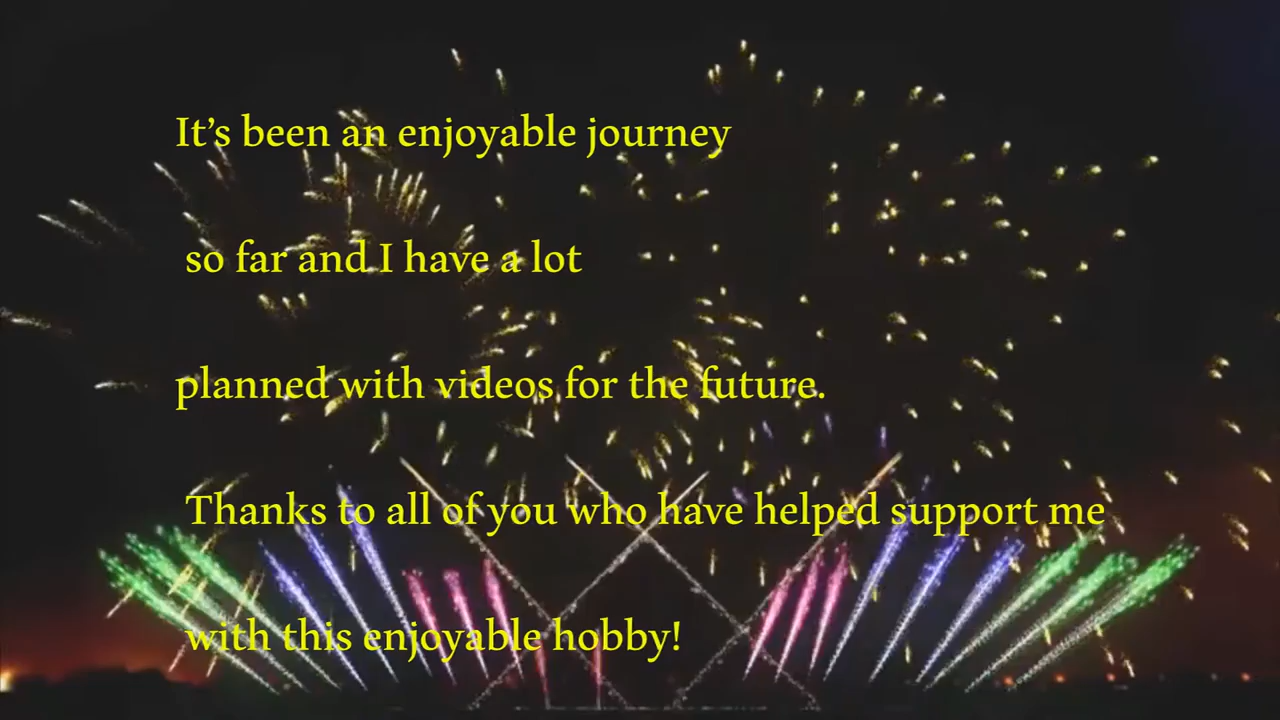 It’s been an enjoyable journey
so far and I have a lot
planned with videos for the future.
Thanks to all of you who have helped support me
with this enjoyable hobby!